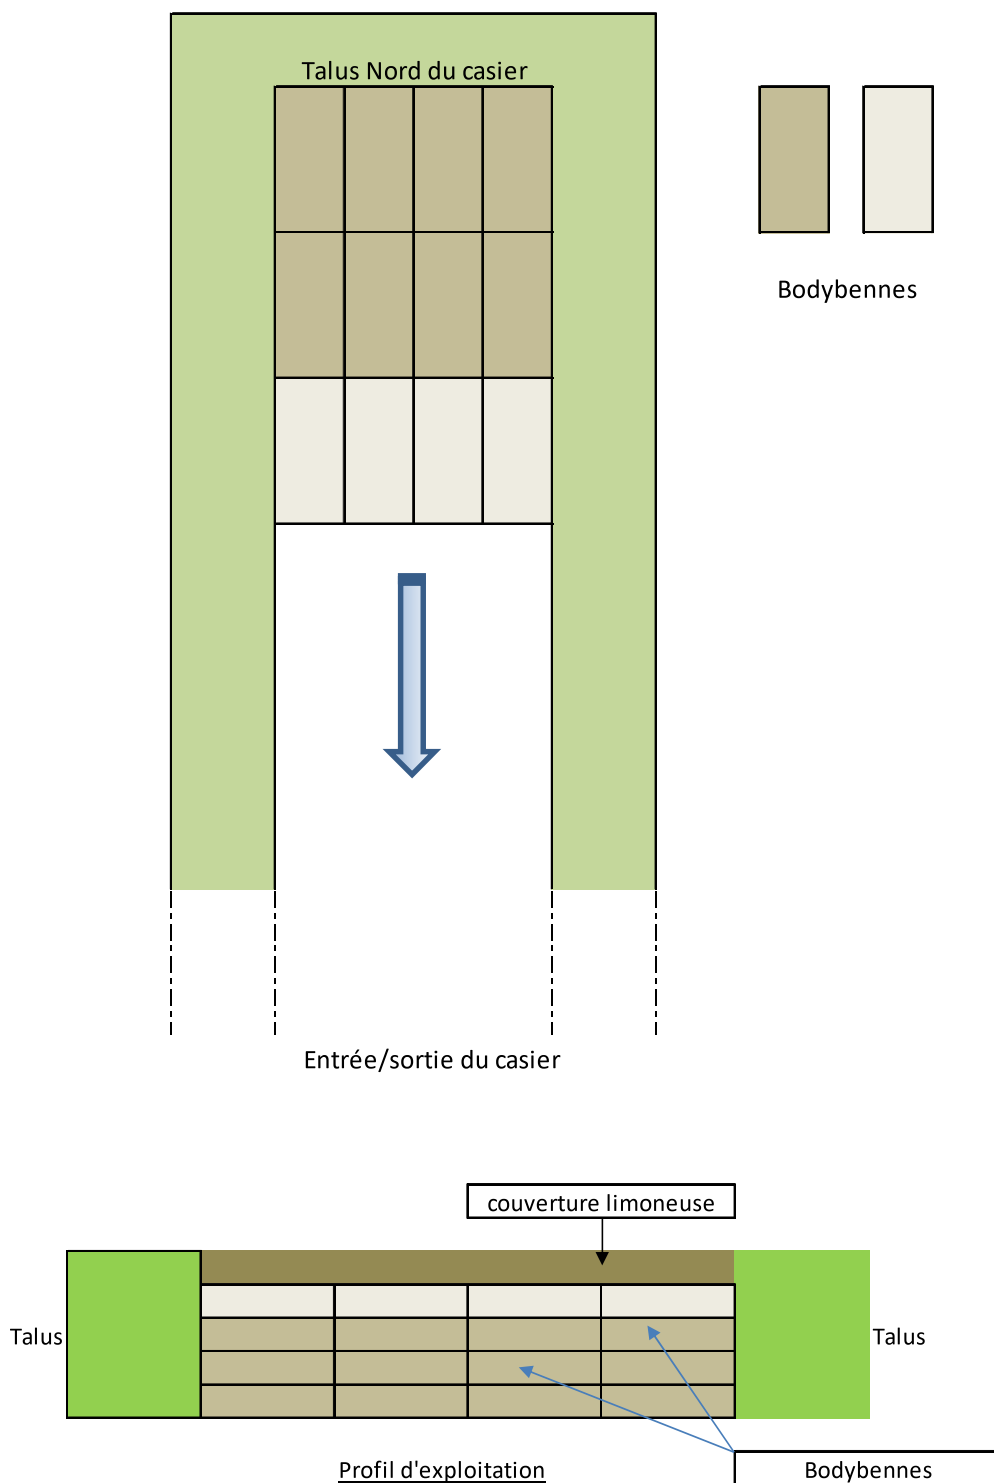 Talus Nord du casier
Bodybennes
Entrée/sortie du casier
couverture limoneuse
Talus
Talus
Profil d'exploitation
Bodybennes